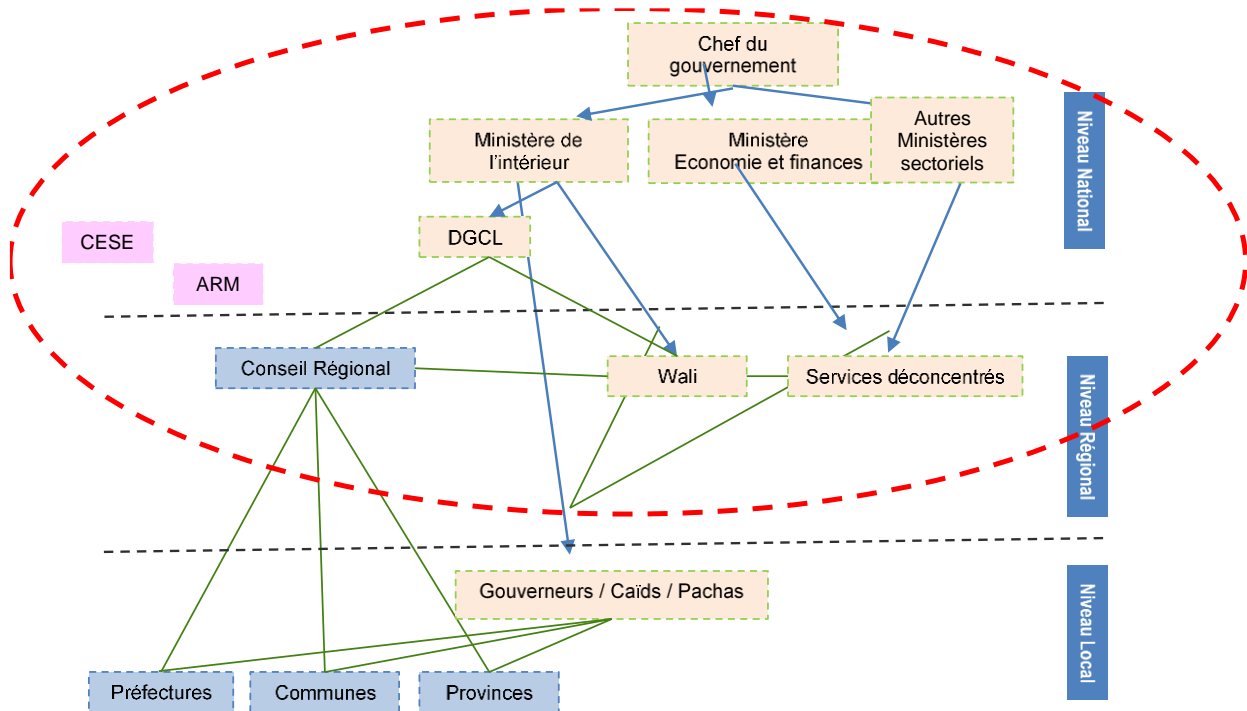 Chef du
gouvernement
Niveau National
Ministère de
l'intérieur
Ministère
Economie et finances
Autres
Ministères
sectoriels
DGCL
CESE
ARM
Conseil Régional
Wali
Services déconcentrés
Niveau Régional
Gouverneurs / Caïds / Pachas
Niveau Local
Préfectures
Communes
Provinces